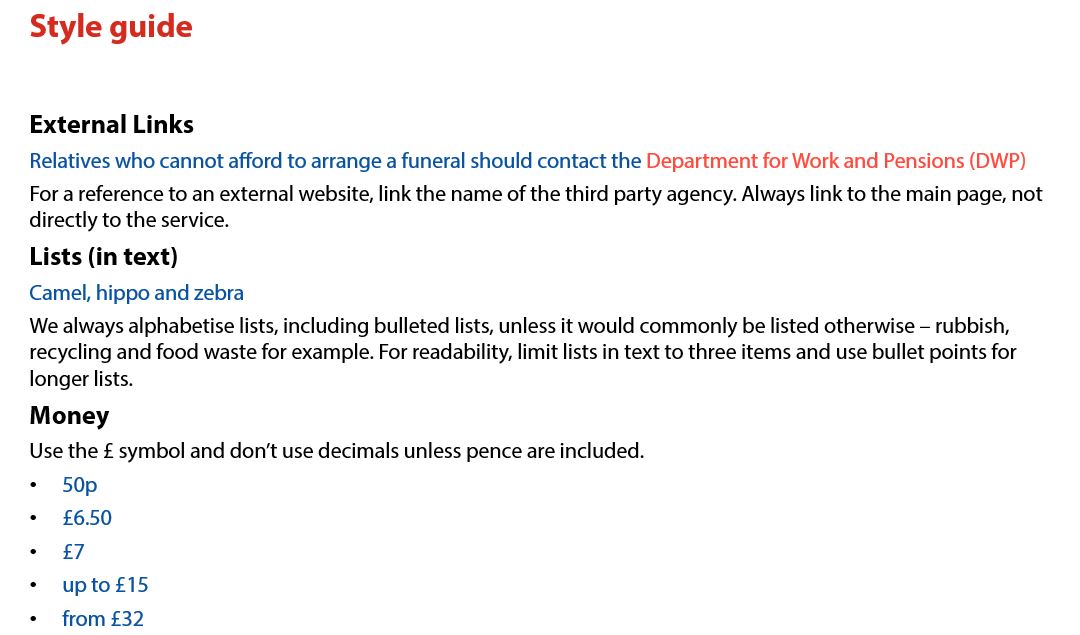 Style guide
External Links
Relatives who cannot afford to arrange a funeral should contact the Department for Work and Pensions (DWP)
For a reference to an external website, link the name of the third party agency. Always link to the main page, not
directly to the service.
Lists (in text)
Camel, hippo and zebra
We always alphabetise lists, including bulleted lists, unless it would commonly be listed otherwise – rubbish,
recycling and food waste for example. For readability, limit lists in text to three items and use bullet points for
longer lists.
Money
Use the £ symbol and don’t use decimals unless pence are included.
• 50p
• £6.50
• £7
• up to £15
• from £32